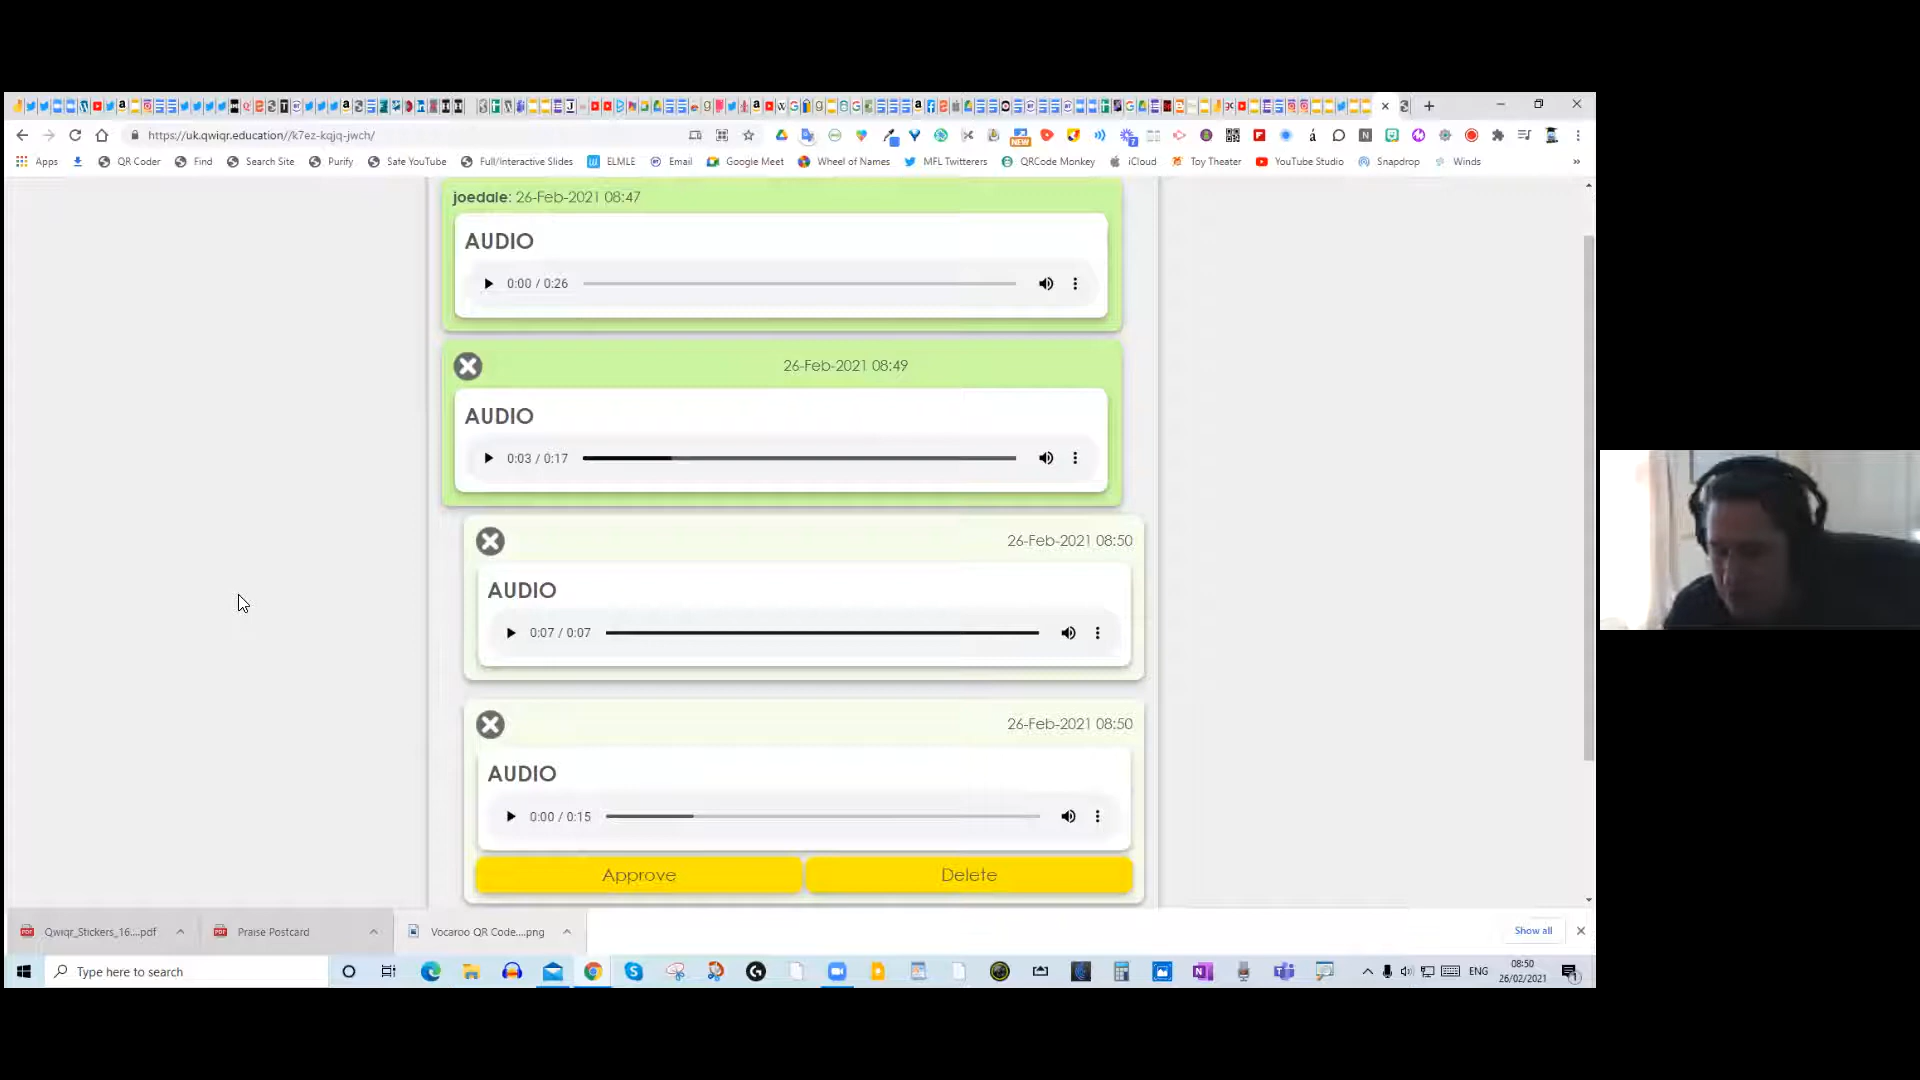 https://uk.qwiqr.education//k7ez-kqjq-jwch/
Apps QR Coder Find Search Site Purify Safe YouTube Full/Interactive Slides ELMLE Email Google Meet Wheel of Names MFL Twitterers QRCode Monkey iCloud Toy Theater YouTube Studio Snapdrop Winds »
joedale: 26-Feb-2021 08:47
AUDIO
0:00 / 0:26
26-Feb-2021 08:49
AUDIO
0:03 / 0:17
26-Feb-2021 08:50
AUDIO
0:07 / 0:07
26-Feb-2021 08:50
AUDIO
0:00 / 0:15
Approve Delete
Qwiqr_Stickers_16....pdf Praise Postcard Vocaroo QR Code....png Show all
Type here to search ENG 08:50
26/02/2021